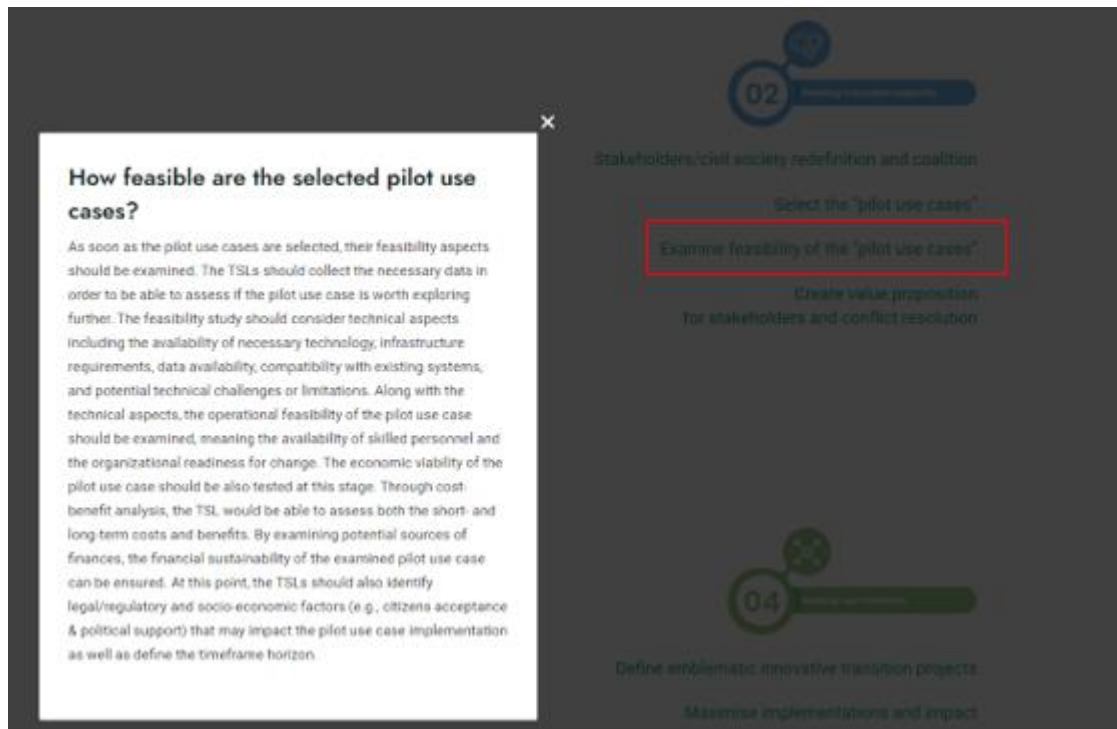 02
×
Stakeholders/civil society redefinition and coalition
Select the "pilot use cases"
Examine feasibility of the "pilot use cases"
Create value proposition
for stakeholders and conflict resolution
How feasible are the selected pilot use
cases?
As soon as the pilot use cases are selected, their feasibility aspects
should be examined. The TSLs should collect the necessary data in
order to be able to assess if the pilot use case is worth exploring
further. The feasibility study should consider technical aspects
including the availability of necessary technology, infrastructure
requirements, data availability, compatibility with existing systems,
and potential technical challenges or limitations. Along with the
technical aspects, the operational feasibility of the pilot use case
should be examined, meaning the availability of skilled personnel and
the organizational readiness for change. The economic viability of the
pilot use case should be also tested at this stage. Through cost-
benefit analysis, the TSL would be able to assess both the short- and
long-term costs and benefits. By examining potential sources of
finances, the financial sustainability of the examined pilot use case
can be ensured. At this point, the TSLs should also identify
legal/regulatory and socio-economic factors (e.g., citizens acceptance
& political support) that may impact the pilot use case implementation
as well as define the timeframe horizon.
04
Define emblematic innovative transition projects
Maximise implementations and impact